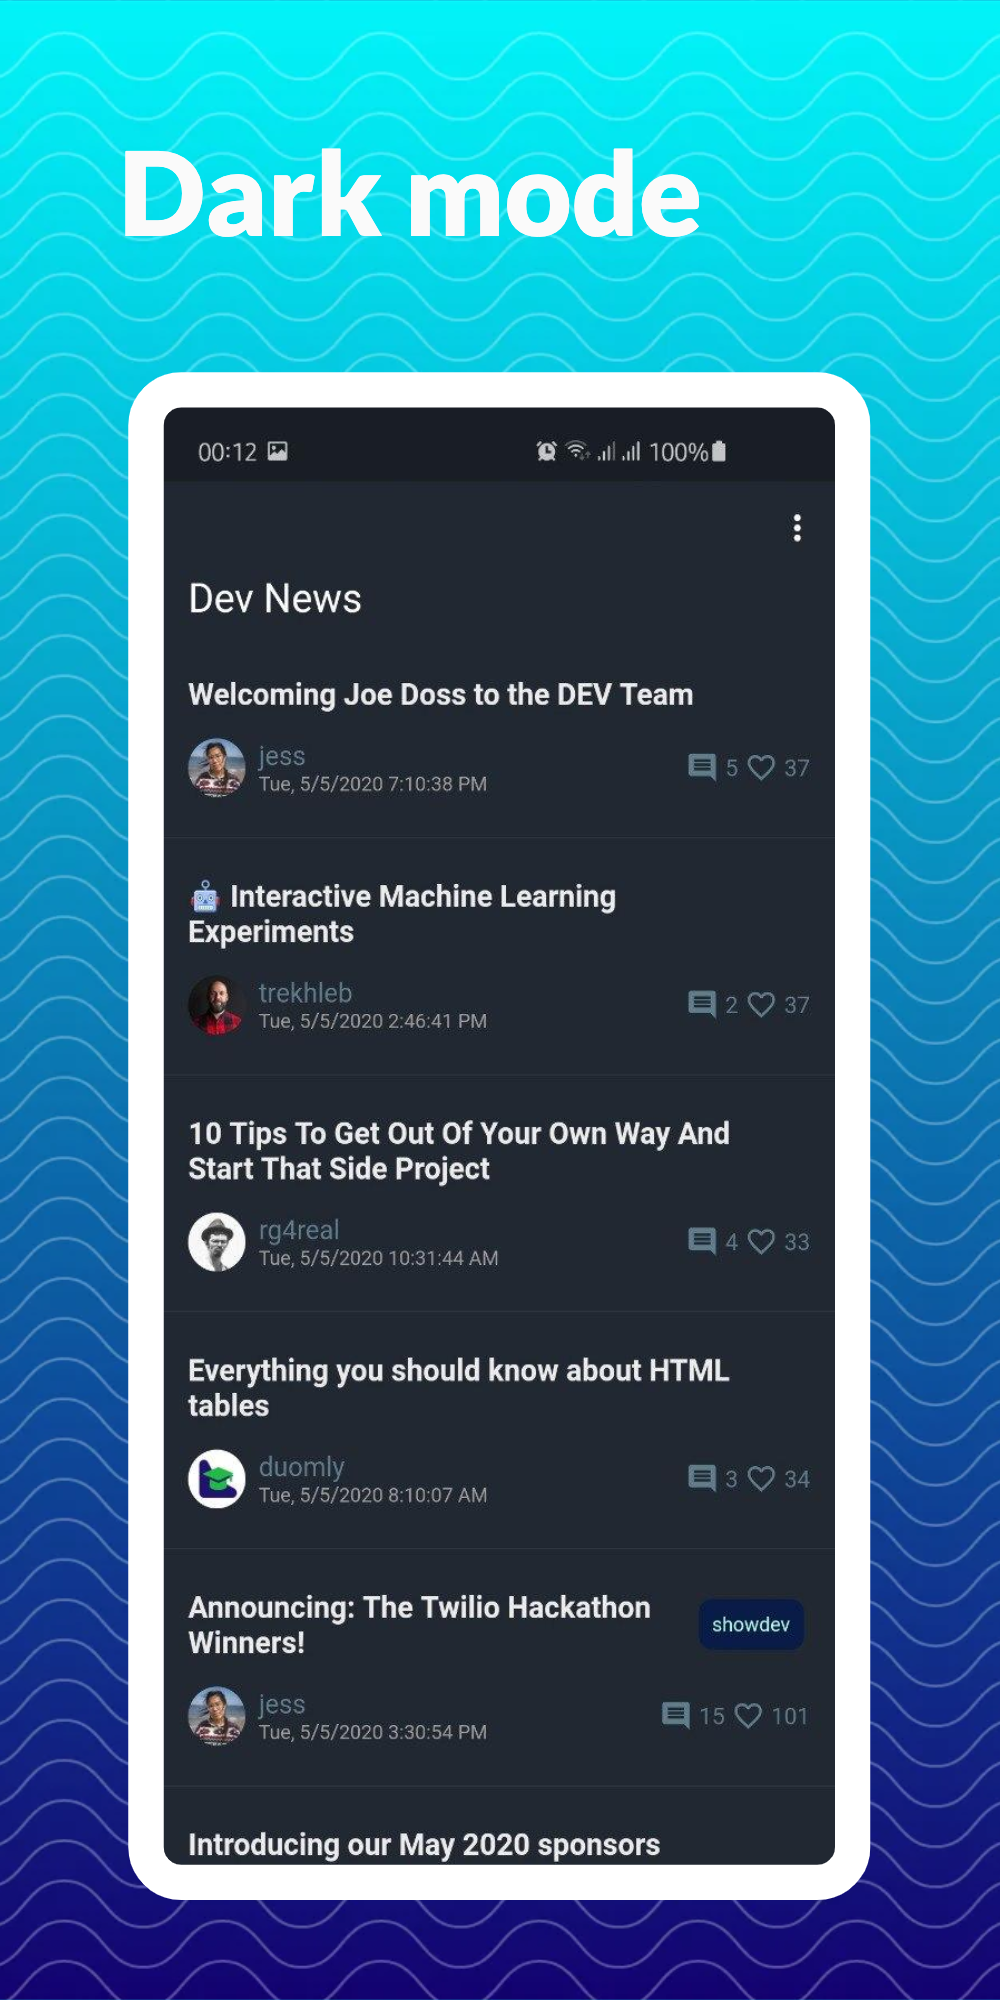 Dark mode
00:12 100%
Dev News
Welcoming Joe Doss to the DEV Team
jess
Tue, 5/5/2020 7:10:38 PM
5 37
🤖 Interactive Machine Learning
Experiments
trekhleb
Tue, 5/5/2020 2:46:41 PM
2 37
10 Tips To Get Out Of Your Own Way And
Start That Side Project
rg4real
Tue, 5/5/2020 10:31:44 AM
4 33
Everything you should know about HTML
tables
duomly
Tue, 5/5/2020 8:10:07 AM
3 34
Announcing: The Twilio Hackathon
Winners!
showdev
jess
Tue, 5/5/2020 3:30:54 PM
15 101
Introducing our May 2020 sponsors